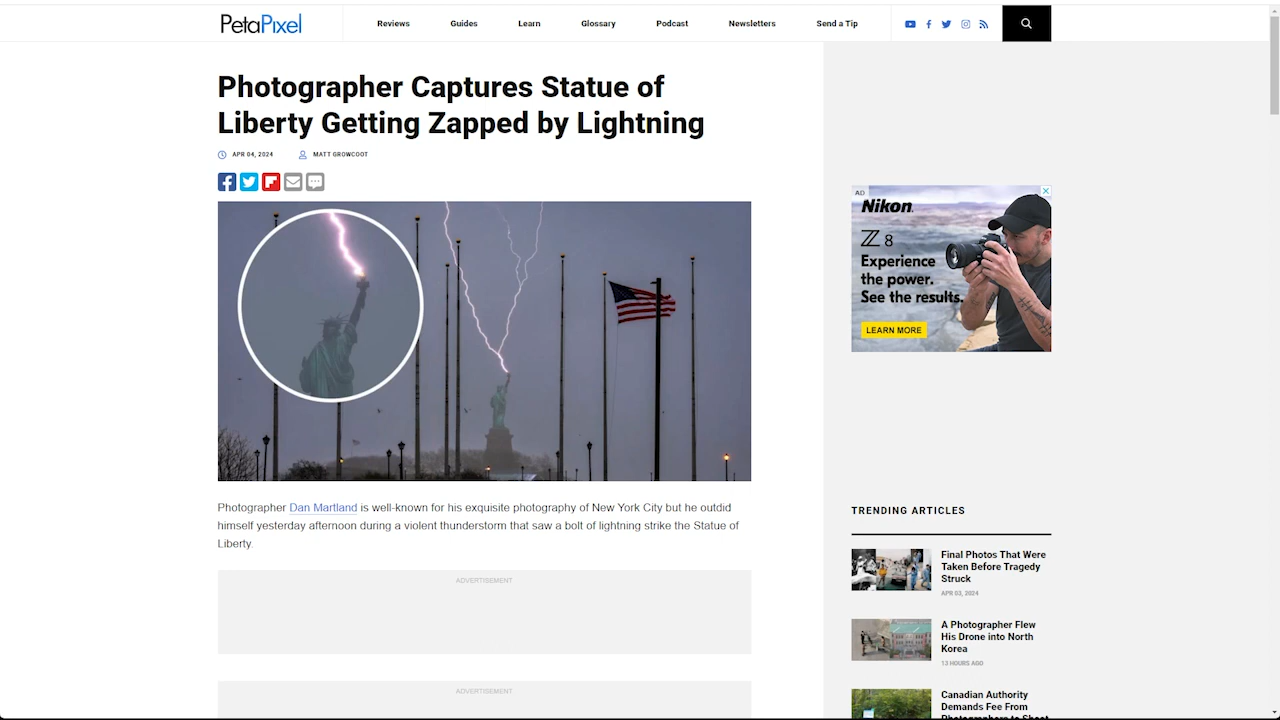 PetaPixel
Reviews
Guides
Learn
Glossary
Podcast
Newsletters
Send a Tip
Photographer Captures Statue of
Liberty Getting Zapped by Lightning
APR 04, 2024
MATT GROWCOOT
AD
Nikon
Z 8
Experience
the power.
See the results.
LEARN MORE
Photographer Dan Martland is well-known for his exquisite photography of New York City but he outdid
himself yesterday afternoon during a violent thunderstorm that saw a bolt of lightning strike the Statue of
Liberty.
ADVERTISEMENT
ADVERTISEMENT
TRENDING ARTICLES
Final Photos That Were
Taken Before Tragedy
Struck
APR 03, 2024
A Photographer Flew
His Drone into North
Korea
13 HOURS AGO
Canadian Authority
Demands Fee From
Photographers to Shoot